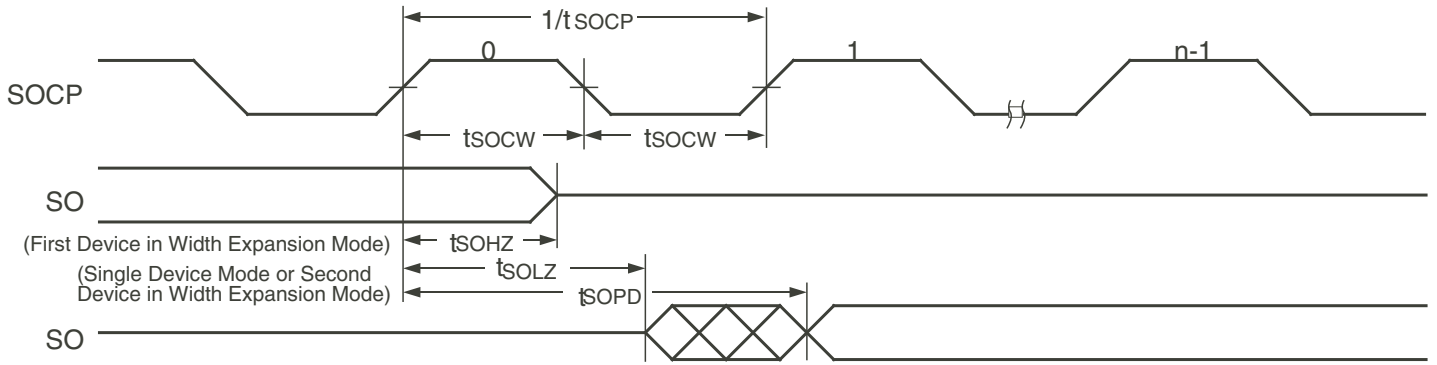 1/tSOCP
0
1
n-1
SOCP
tSOCW
tSOCW
SO
(First Device in Width Expansion Mode)
tSOHZ
tSOLZ
(Single Device Mode or Second
Device in Width Expansion Mode)
tSOPD
SO